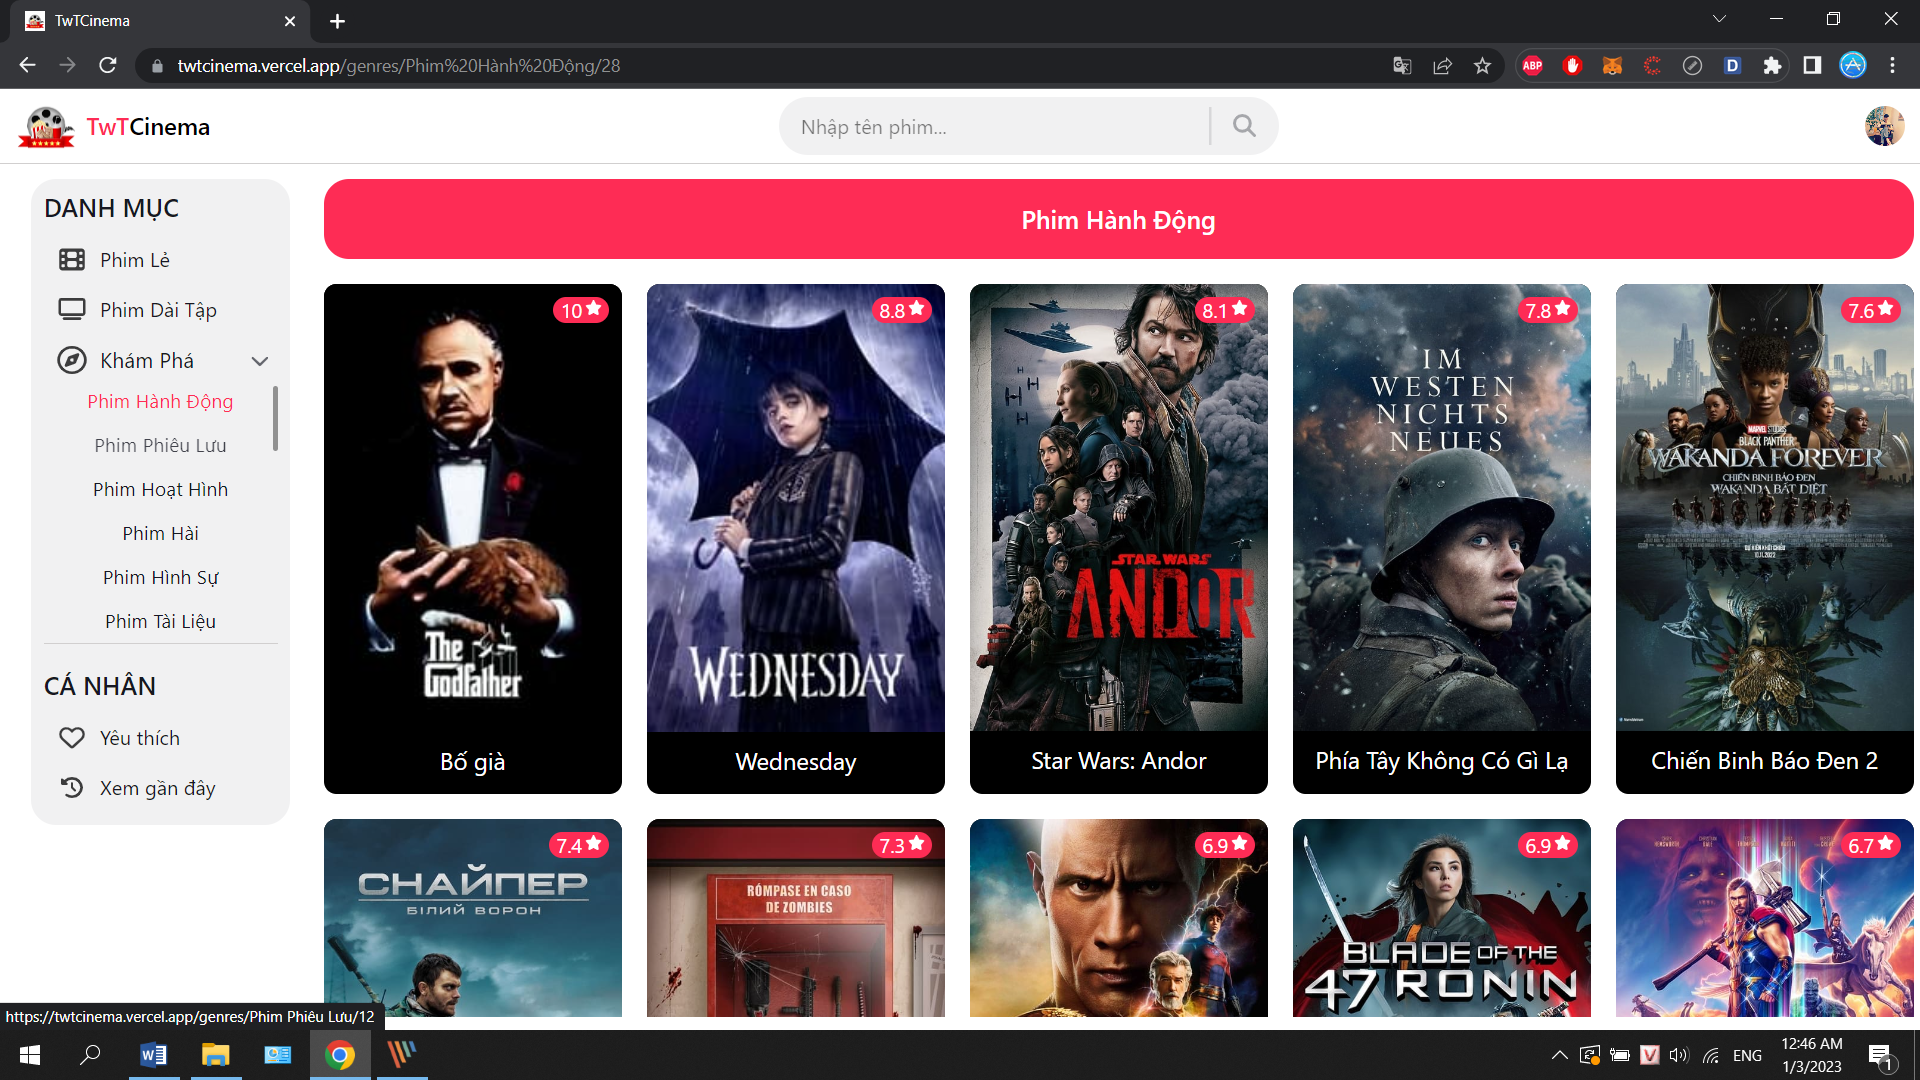 TwTCinema
twtcinema.vercel.app/genres/Phim%20Hành%20Động/28
ABP
D
TwTCinema
Nhập tên phim...
DANH MỤC
Phim Lẻ
Phim Dài Tập
Khám Phá
Phim Hành Động
Phim Phiêu Lưu
Phim Hoạt Hình
Phim Hài
Phim Hình Sự
Phim Tài Liệu
CÁ NHÂN
Yêu thích
Xem gần đây
Phim Hành Động
10
The
Godfather
Bố già
8.8
WEDNESDAY
Wednesday
8.1
STAR WARS
ANDOR
Star Wars: Andor
7.8
IM
WESTEN
NICHTS
NEUES
Phía Tây Không Có Gì Lạ
7.6
MARVEL STUDIOS
BLACK PANTHER
WAKANDA FOREVER
CHIẾN BINH BÁO ĐEN
WAKANDA BẤT DIỆT
Chiến Binh Báo Đen 2
7.4
СНАЙПЕР
БІЛИЙ ВОРОН
7.3
RÓMPASE EN CASO
DE ZOMBIES
6.9
6.9
BLADE OF THE
47 RONIN
6.7
https://twtcinema.vercel.app/genres/Phim Phiêu Lưu/12
ENG
12:46 AM
1/3/2023
1